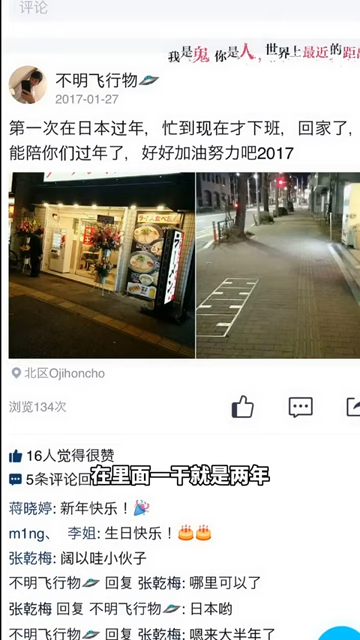 评论
我是鬼 你是人，世界上最近的距
不明飞行物
2017-01-27
第一次在日本过年，忙到现在才下班，回家了，
能陪你们过年了，好好加油努力吧2017
北区Ojihoncho
浏览134次
16人觉得很赞
5条评论回
在里面一干就是两年
蒋晓婷: 新年快乐！
m1ng、 李姐: 生日快乐！
张乾梅: 阔以哇小伙子
不明飞行物 回复 张乾梅: 哪里可以了
张乾梅 回复 不明飞行物: 日本哟
不明飞行物 回复 张乾梅: 嗯来大半年了